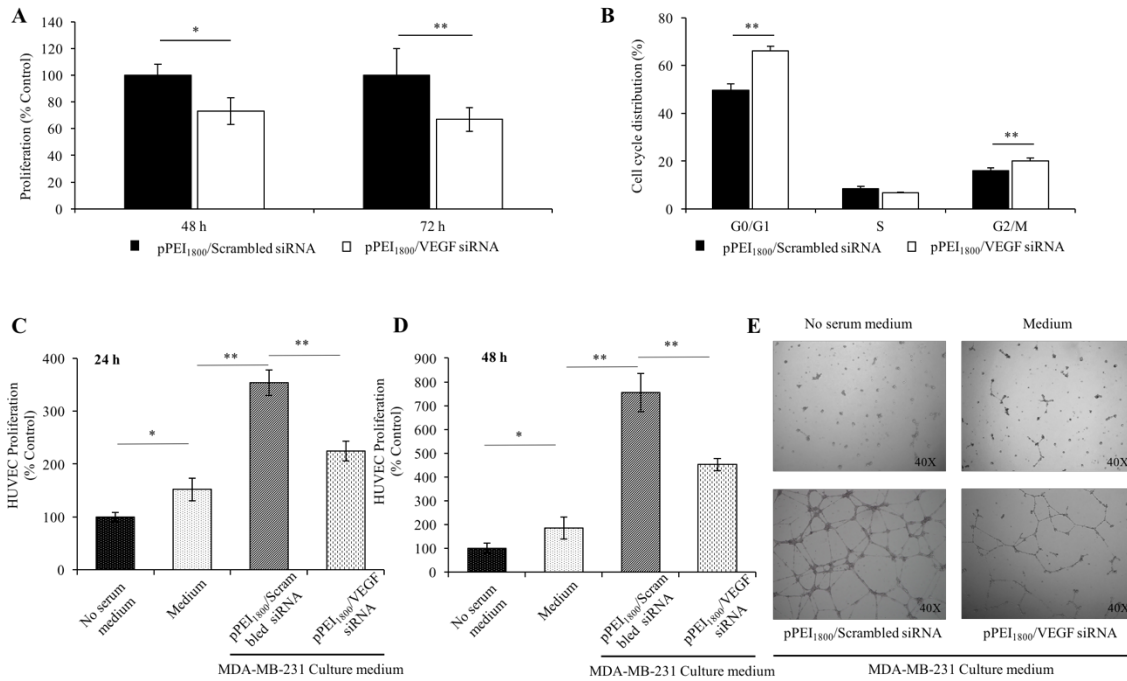 A
Proliferation (% Control)
140
120
100
80
60
40
20
0
*
**
48 h
72 h
pPEI1800/Scrambled siRNA
pPEI1800/VEGF siRNA
B
Cell cycle distribution (%)
80
60
40
20
0
**
**
G0/G1
S
G2/M
pPEI1800/Scrambled siRNA
pPEI1800/VEGF siRNA
C
24 h
HUVEC Proliferation
(% Control)
400
300
200
100
0
*
**
**
No serum
medium
Medium
pPEI1800/Scram
bled siRNA
pPEI1800/VEGF
siRNA
MDA-MB-231 Culture medium
D
48 h
HUVEC Proliferation
(% Control)
900
800
700
600
500
400
300
200
100
0
*
**
**
No serum
medium
Medium
pPEI1800/Scram
bled siRNA
pPEI1800/VEGF
siRNA
MDA-MB-231 Culture medium
E
No serum medium
Medium
40X
40X
40X
40X
pPEI1800/Scrambled siRNA
pPEI1800/VEGF siRNA
MDA-MB-231 Culture medium